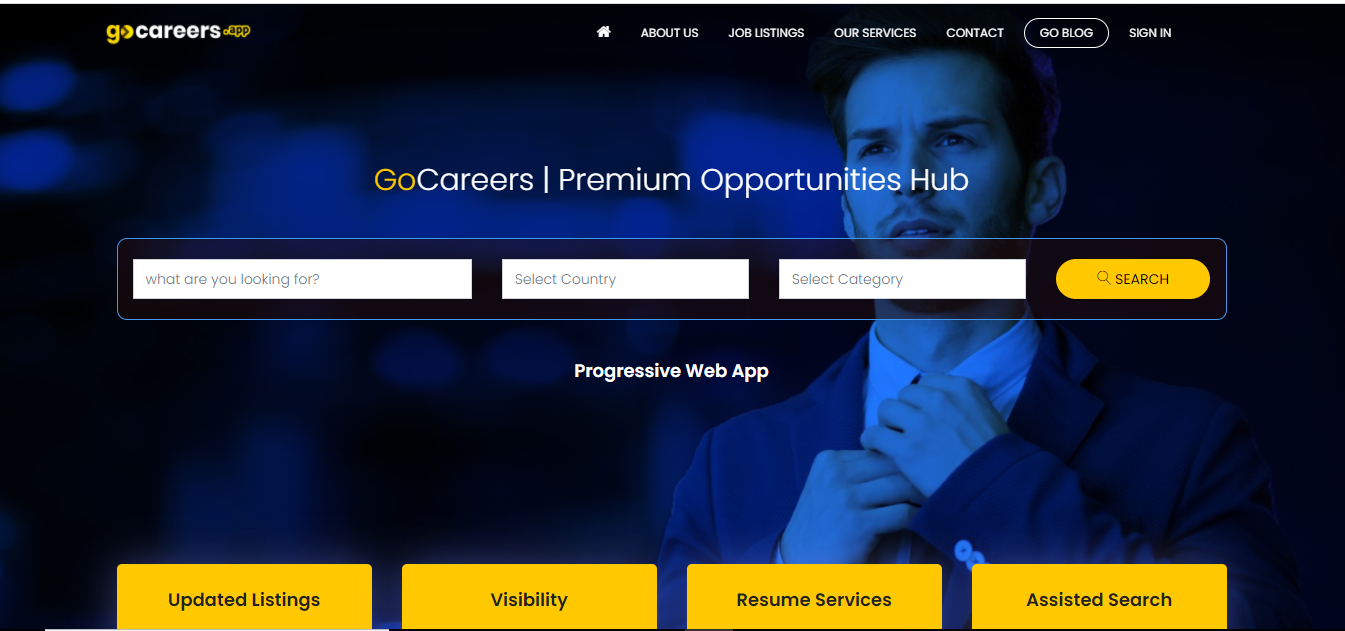 gocareers.app
ABOUT US JOB LISTINGS OUR SERVICES CONTACT GO BLOG SIGN IN
GoCareers | Premium Opportunities Hub
what are you looking for? Select Country Select Category SEARCH
Progressive Web App
Updated Listings Visibility Resume Services Assisted Search